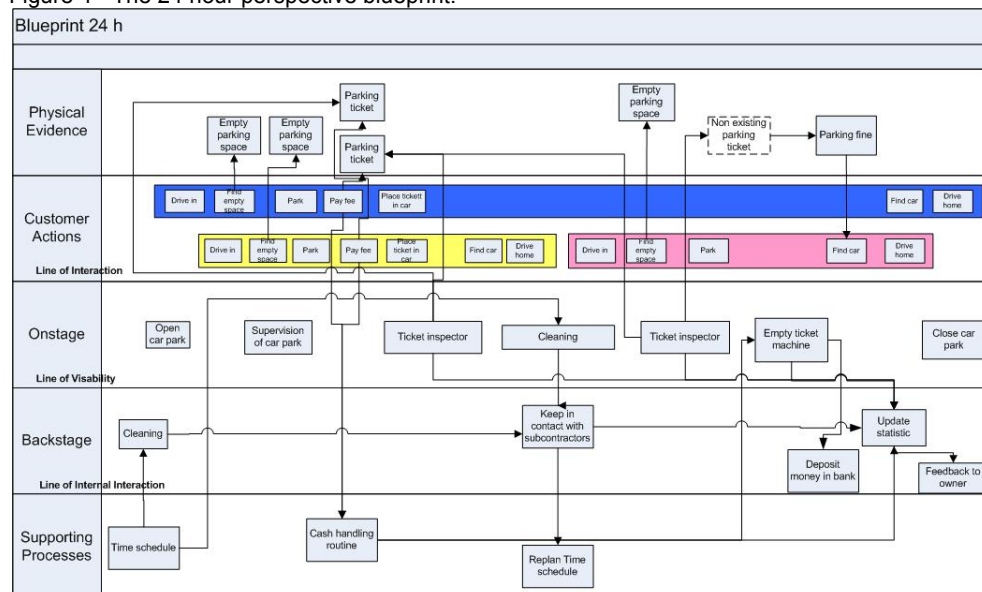 Figure - The 24 hour perspective blueprint.
Blueprint 24 h
Physical
Evidence
Parking
ticket
Empty
parking
space
Empty
parking
space
Parking
ticket
Empty
parking
space
Non existing
parking
ticket
Parking fine
Customer
Actions
Drive in
Find
empty
space
Park
Pay fee
Place tickett
in car
Find car
Drive
home
Drive in
Find
empty
space
Park
Pay fee
Place
ticket in
car
Find car
Drive
home
Drive in
Find
empty
space
Park
Find car
Drive
home
Line of Interaction
Onstage
Open
car park
Supervision
of car park
Ticket inspector
Cleaning
Ticket inspector
Empty ticket
machine
Close car
park
Line of Visability
Backstage
Cleaning
Keep in
contact with
subcontractors
Update
statistic
Deposit
money in bank
Feedback to
owner
Line of Internal Interaction
Supporting
Processes
Time schedule
Cash handling
routine
Replan Time
schedule